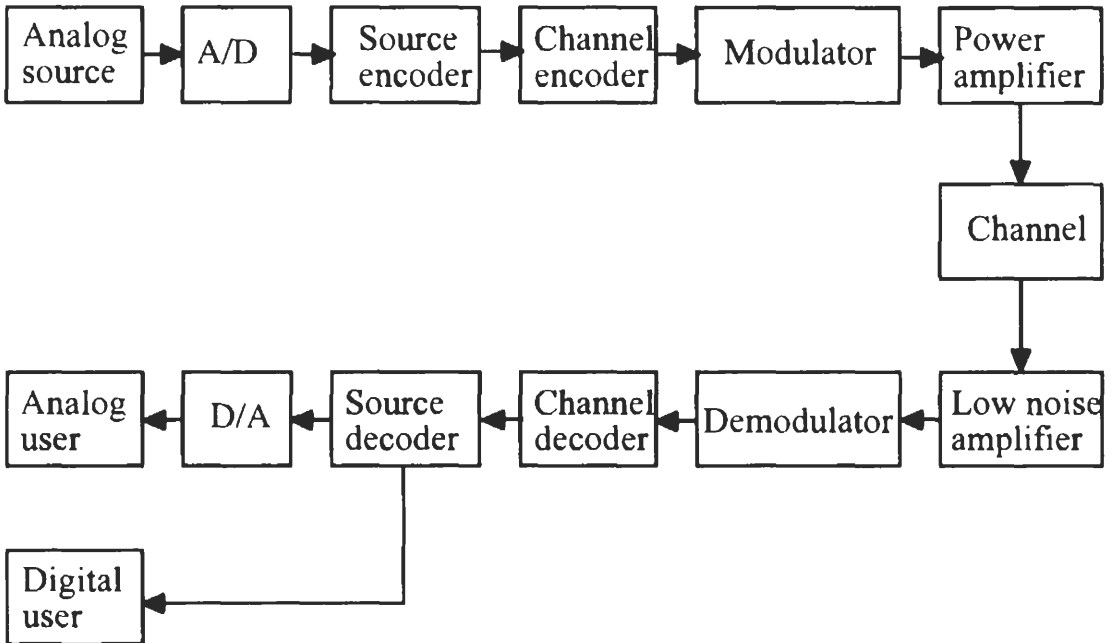 Analog
source
A/D
Source
encoder
Channel
encoder
Modulator
Power
amplifier
Channel
Analog
user
D/A
Source
decoder
Channel
decoder
Demodulator
Low noise
amplifier
Digital
user